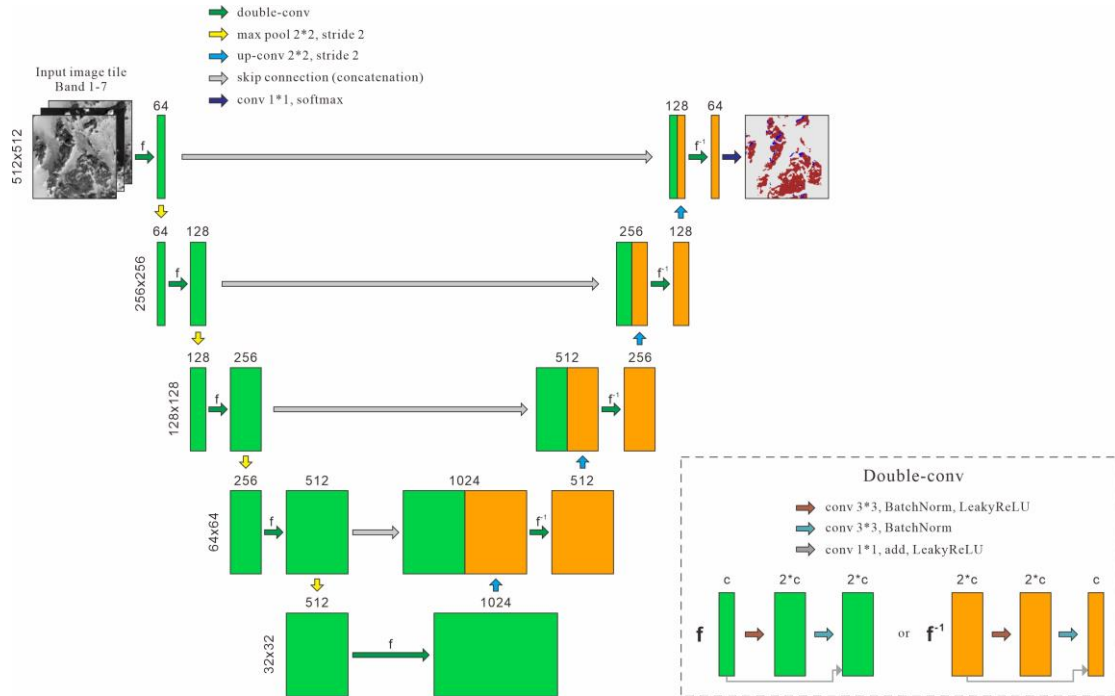 double-conv
max pool 2*2, stride 2
up-conv 2*2, stride 2
skip connection (concatenation)
conv 1*1, softmax
Input image tile
Band 1-7
512x512
64
f
128
f⁻¹
64
256x256
64
f
128
256
f⁻¹
128
128x128
128
f
256
512
f⁻¹
256
64x64
256
f
512
1024
f⁻¹
512
32x32
512
f
1024
Double-conv
conv 3*3, BatchNorm, LeakyReLU
conv 3*3, BatchNorm
conv 1*1, add, LeakyReLU
f
c
2*c
2*c
or
f⁻¹
2*c
2*c
c